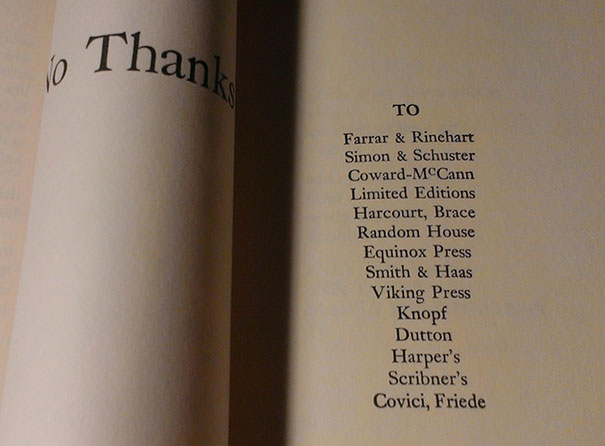 No Thanks
TO
Farrar & Rinehart
Simon & Schuster
Coward-McCann
Limited Editions
Harcourt, Brace
Random House
Equinox Press
Smith & Haas
Viking Press
Knopf
Dutton
Harper's
Scribner's
Covici, Friede